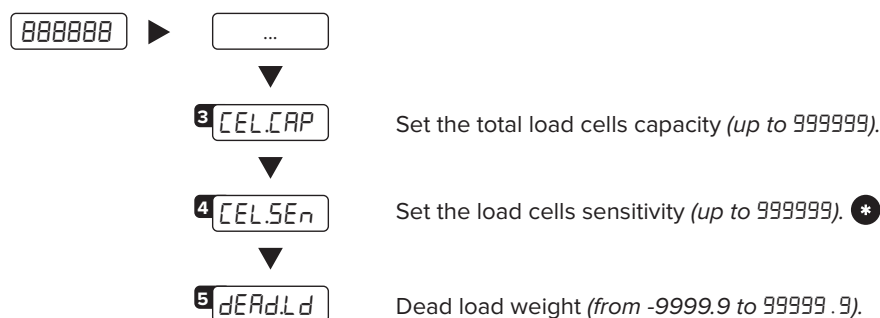 888888 ...
3 CEL.CAP Set the total load cells capacity (up to 999999).
4 CEL.SEn Set the load cells sensitivity (up to 999999). *
5 dEAd.Ld Dead load weight (from -9999.9 to 99999.9).